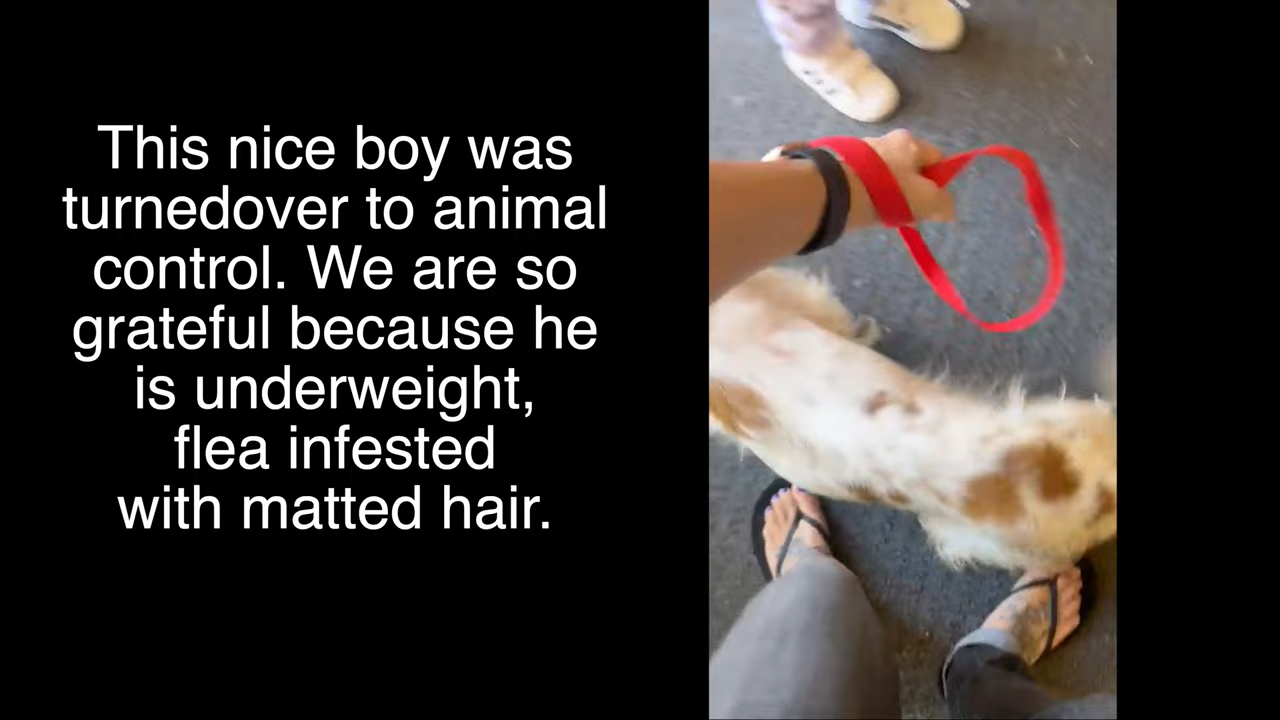 This nice boy was
turnedover to animal
control. We are so
grateful because he
is underweight,
flea infested
with matted hair.